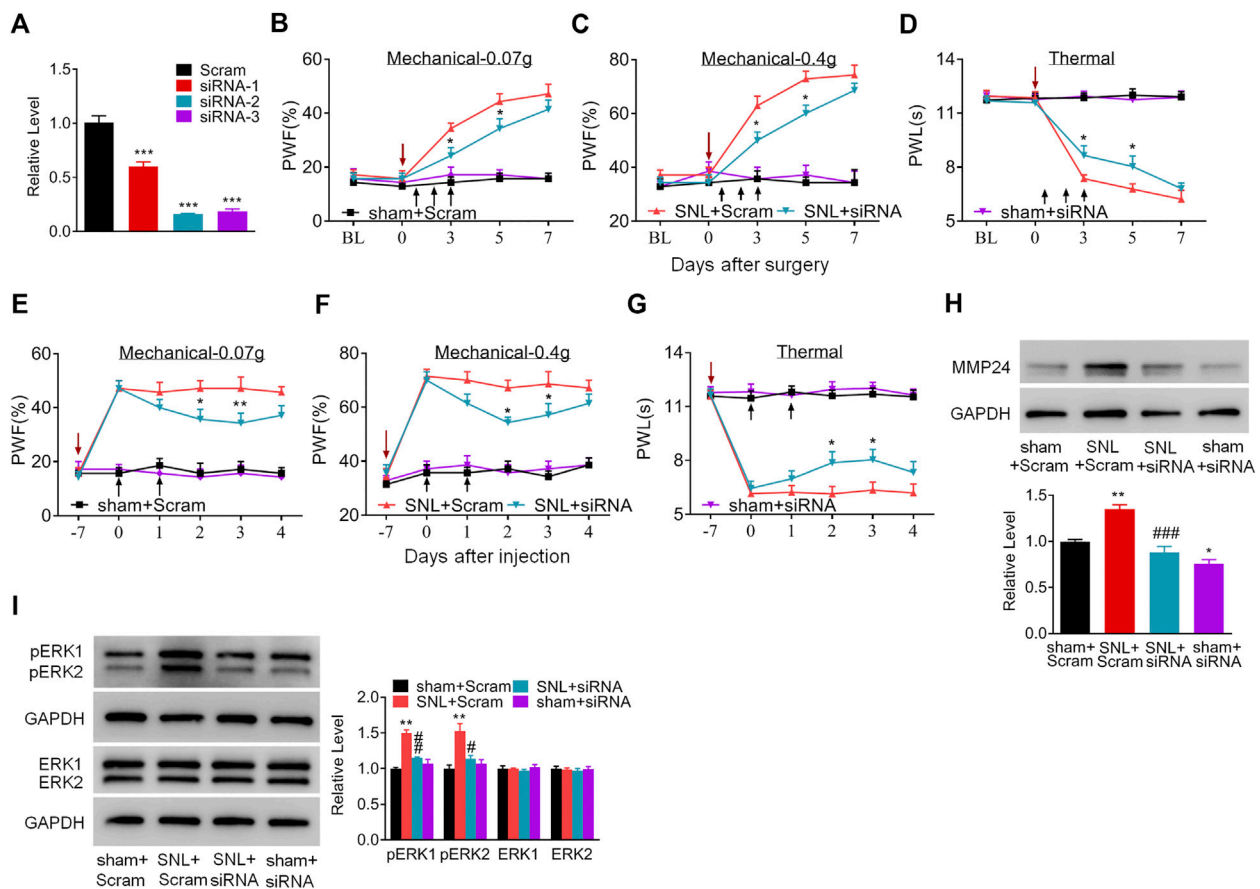 A
Relative Level
1.5
1.0
0.5
0.0
Scram
siRNA-1
siRNA-2
siRNA-3
***
***
***
B
Mechanical-0.07g
PWF(%)
60
40
20
0
*
*
sham+Scram
BL 0 3 5 7
C
Mechanical-0.4g
PWF(%)
80
60
40
20
*
*
SNL+Scram SNL+siRNA
BL 0 3 5 7
Days after surgery
D
Thermal
PWL(s)
15
12
8
5
*
*
sham+siRNA
BL 0 3 5 7
E
Mechanical-0.07g
PWF(%)
60
40
20
0
*
**
sham+Scram
-7 0 1 2 3 4
F
Mechanical-0.4g
PWF(%)
80
60
40
20
*
*
SNL+Scram SNL+siRNA
-7 0 1 2 3 4
Days after injection
G
Thermal
PWL(s)
14
12
8
5
*
*
sham+siRNA
-7 0 1 2 3 4
H
MMP24
GAPDH
sham SNL SNL sham
+Scram +Scram +siRNA +siRNA
Relative Level
1.5
1.0
0.5
0.0
**
###
*
sham+ SNL+ SNL+ sham+
Scram Scram siRNA siRNA
I
pERK1
pERK2
GAPDH
ERK1
ERK2
GAPDH
sham+ SNL+ SNL+ sham+
Scram Scram siRNA siRNA
sham+Scram SNL+siRNA
SNL+Scram sham+siRNA
Relative Level
2.0
1.5
1.0
0.5
0.0
**
##
**
#
pERK1 pERK2 ERK1 ERK2